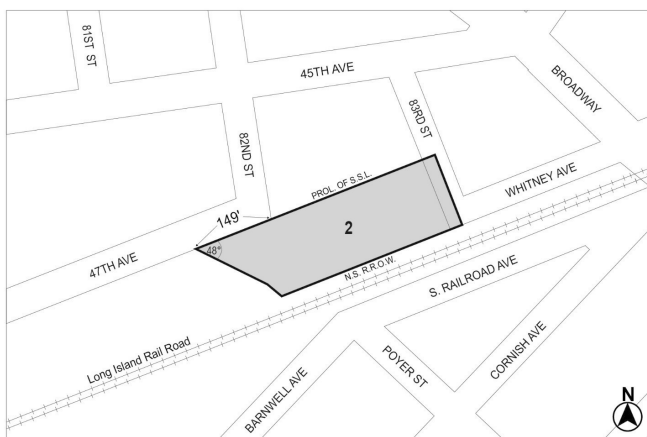 81ST ST
45TH AVE
BROADWAY
83RD ST
82ND ST
PROL. OF S.S.L.
WHITNEY AVE
149'
2
48°
47TH AVE
N.S. R.R.O.W.
S. RAILROAD AVE
Long Island Rail Road
CORNISH AVE
POYER ST
BARNWELL AVE
N